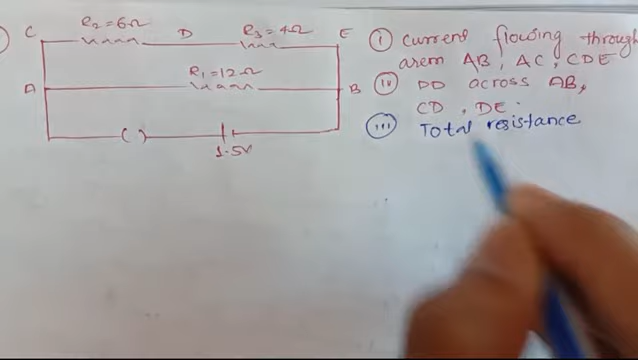 C R₂=6Ω D R₃=4Ω E
R₁=12Ω
A B
( )
1.5V
(i) Current flowing through
arem AB, AC, CDE
(ii) PD across AB,
CD, DE.
(iii) Total resistance